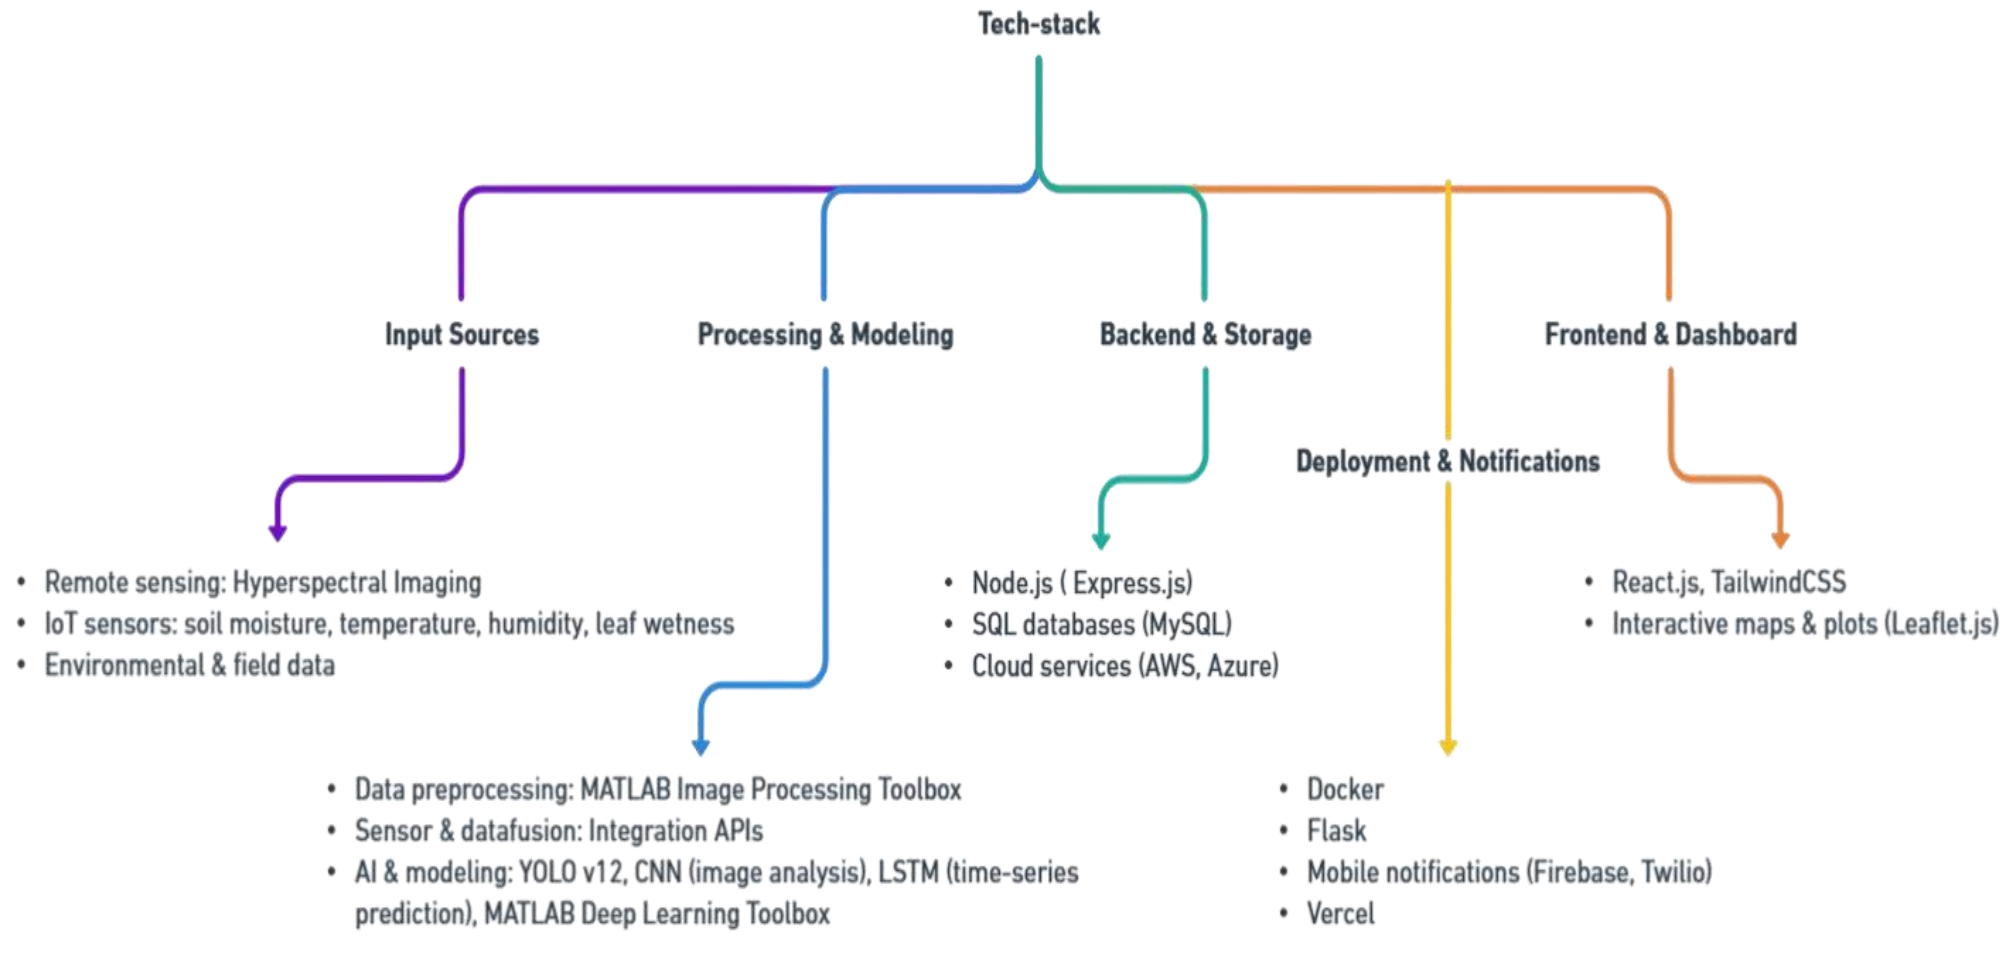 Tech-stack
Input Sources
Processing & Modeling
Backend & Storage
Frontend & Dashboard
Deployment & Notifications
• Remote sensing: Hyperspectral Imaging
• IoT sensors: soil moisture, temperature, humidity, leaf wetness
• Environmental & field data
• Node.js ( Express.js)
• SQL databases (MySQL)
• Cloud services (AWS, Azure)
• React.js, TailwindCSS
• Interactive maps & plots (Leaflet.js)
• Data preprocessing: MATLAB Image Processing Toolbox
• Sensor & datafusion: Integration APIs
• AI & modeling: YOLO v12, CNN (image analysis), LSTM (time-series
prediction), MATLAB Deep Learning Toolbox
• Docker
• Flask
• Mobile notifications (Firebase, Twilio)
• Vercel